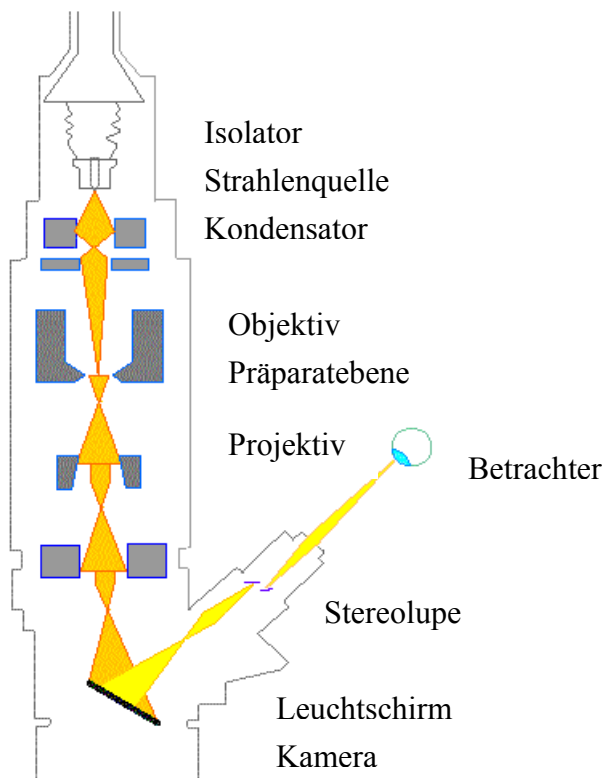 Isolator
Strahlenquelle
Kondensator
Objektiv
Präparatebene
Projektiv
Betrachter
Stereolupe
Leuchtschirm
Kamera